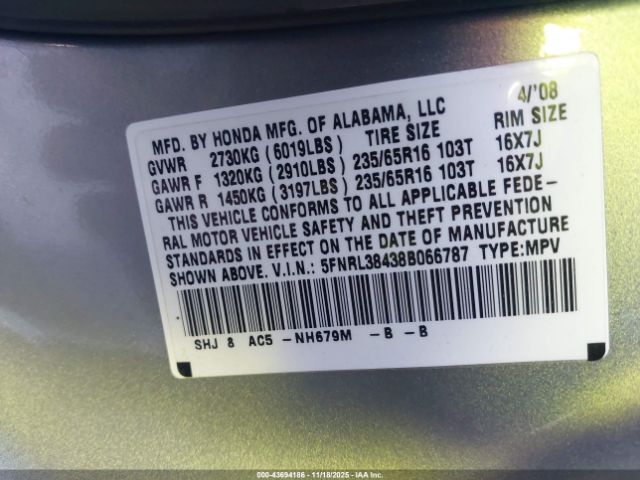 4/'08
MFD. BY HONDA MFG. OF ALABAMA, LLC
TIRE SIZE RIM SIZE
GVWR 2730KG (6019LBS)
GAWR F 1320KG (2910LBS) 235/65R16 103T 16X7J
GAWR R 1450KG (3197LBS) 235/65R16 103T 16X7J
THIS VEHICLE CONFORMS TO ALL APPLICABLE FEDE-
RAL MOTOR VEHICLE SAFETY AND THEFT PREVENTION
STANDARDS IN EFFECT ON THE DATE OF MANUFACTURE
SHOWN ABOVE. V.I.N.: 5FNRL38438B066787 TYPE:MPV
SHJ 8 AC5 -NH679M -B -B
000-43694186 - 11/18/2025 - IAAI.COM